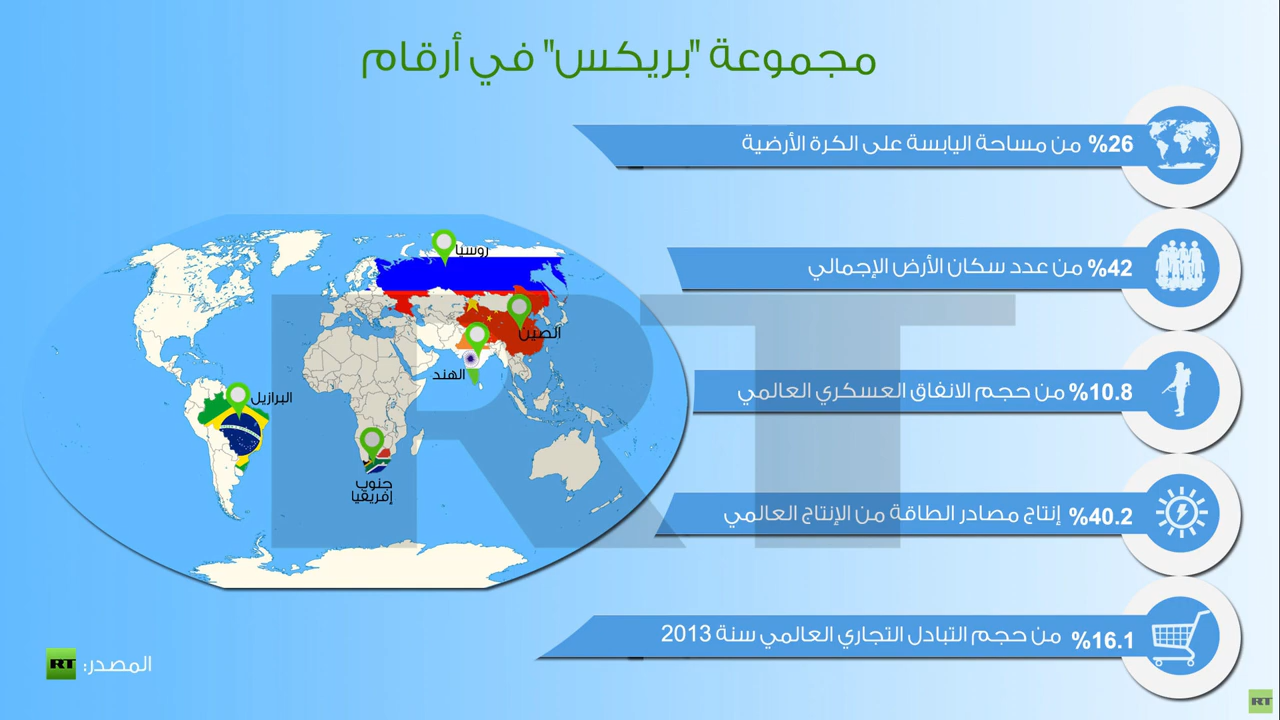 مجموعة "بريكس" في أرقام
%26 من مساحة اليابسة على الكرة الأرضية
%42 من عدد سكان الأرض الإجمالي
%10.8 من حجم الانفاق العسكري العالمي
%40.2 إنتاج مصادر الطاقة من الإنتاج العالمي
%16.1 من حجم التبادل التجاري العالمي سنة 2013
روسيا
الصين
الهند
البرازيل
جنوب
إفريقيا
RT
المصدر: RT
RT